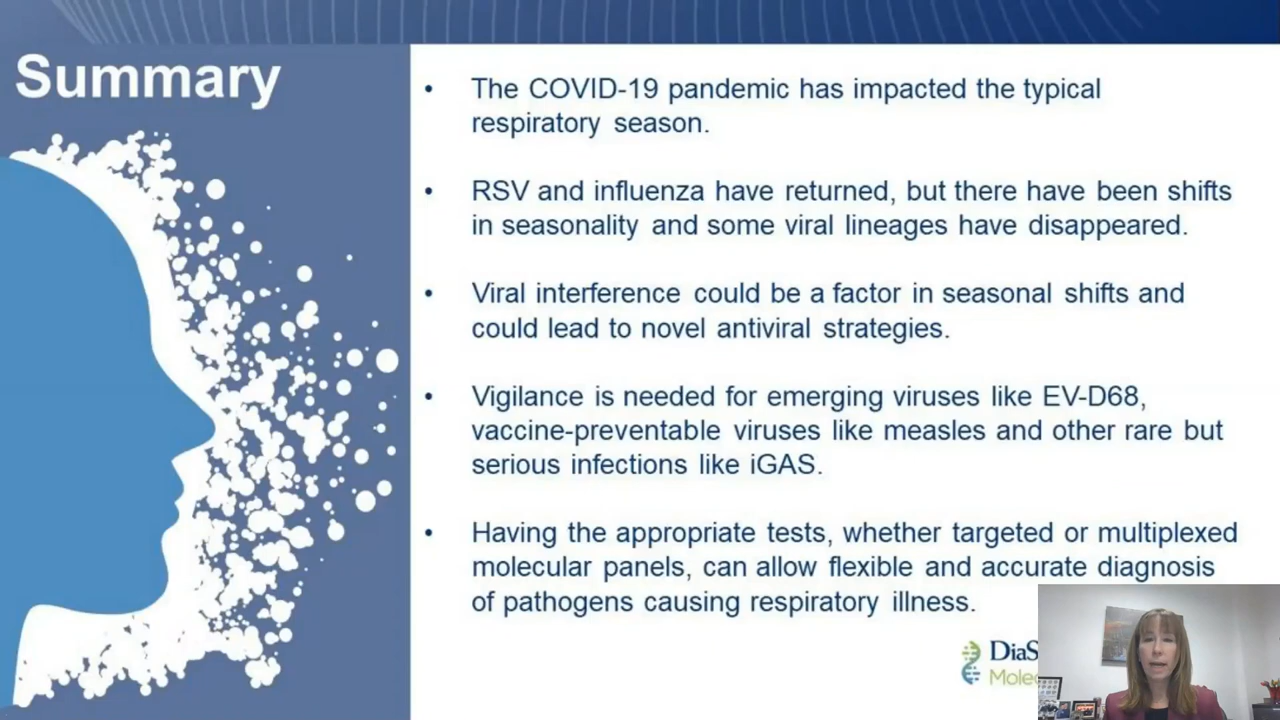 Summary
• The COVID-19 pandemic has impacted the typical
respiratory season.
• RSV and influenza have returned, but there have been shifts
in seasonality and some viral lineages have disappeared.
• Viral interference could be a factor in seasonal shifts and
could lead to novel antiviral strategies.
• Vigilance is needed for emerging viruses like EV-D68,
vaccine-preventable viruses like measles and other rare but
serious infections like iGAS.
• Having the appropriate tests, whether targeted or multiplexed
molecular panels, can allow flexible and accurate diagnosis
of pathogens causing respiratory illness.